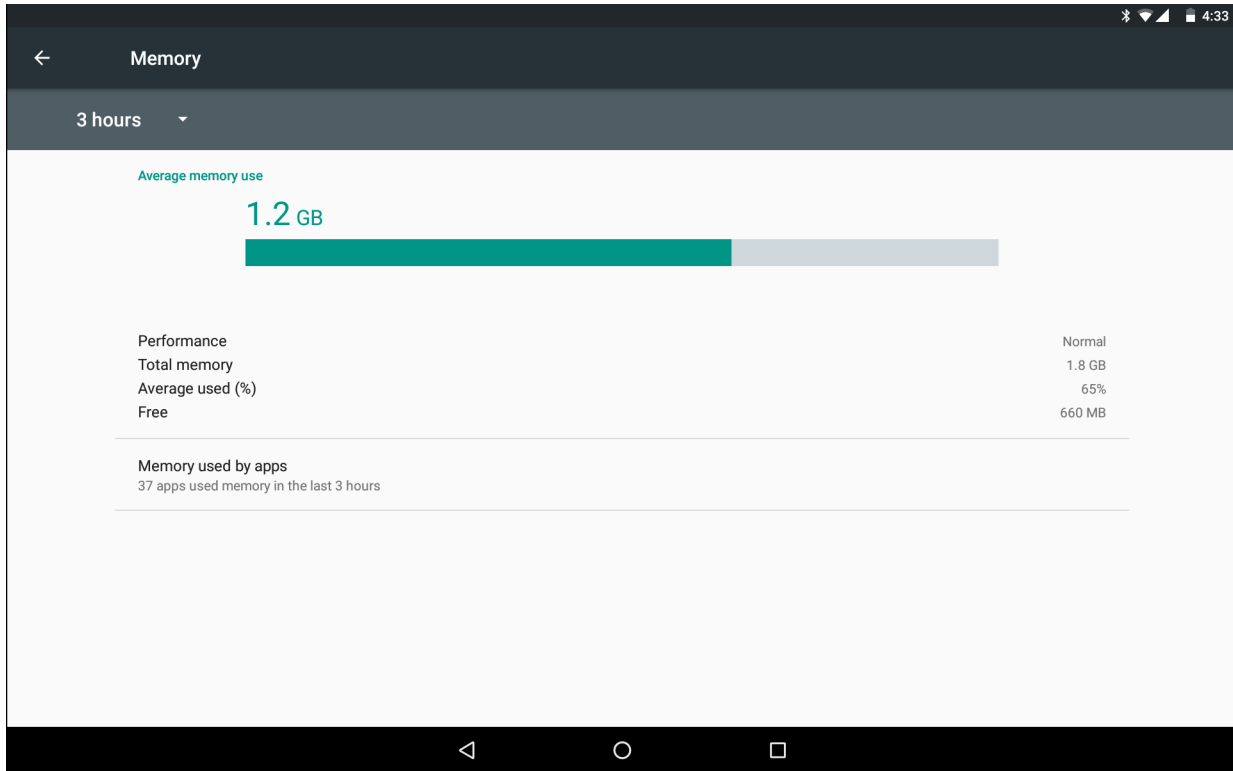 4:33
Memory
3 hours
Average memory use
1.2 GB
Performance Normal
Total memory 1.8 GB
Average used (%) 65%
Free 660 MB
Memory used by apps
37 apps used memory in the last 3 hours